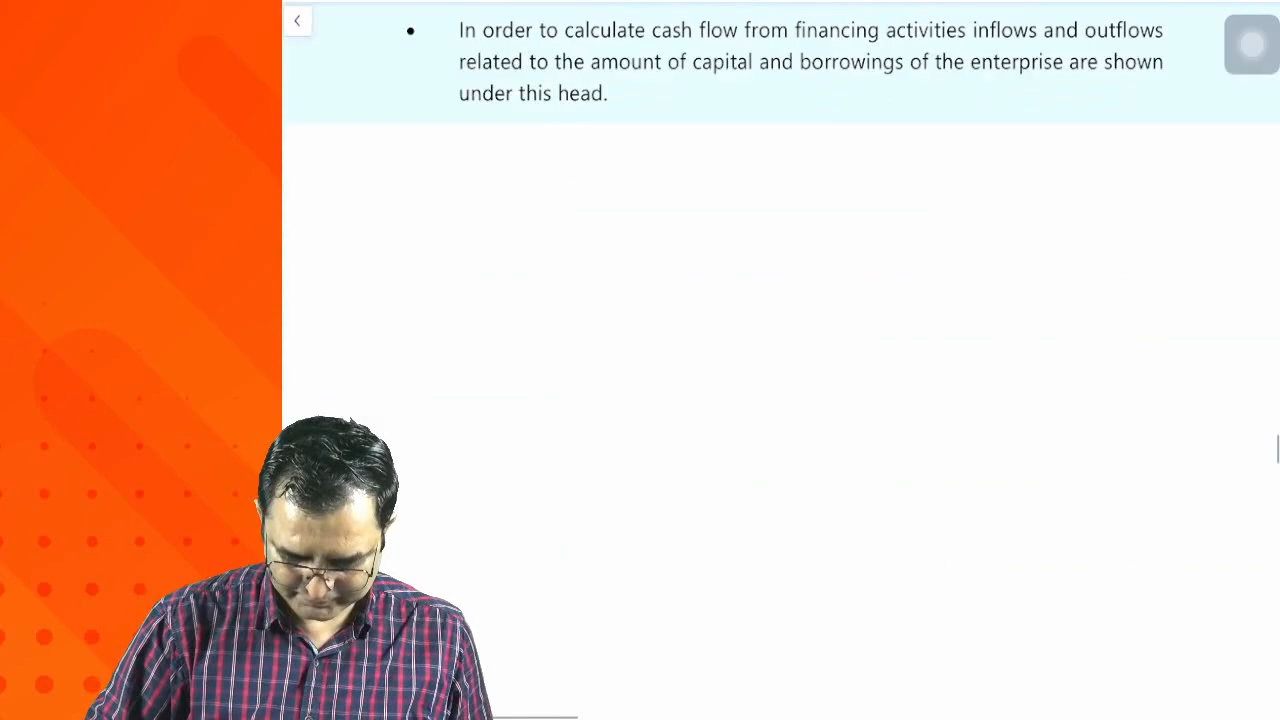 • In order to calculate cash flow from financing activities inflows and outflows
related to the amount of capital and borrowings of the enterprise are shown
under this head.